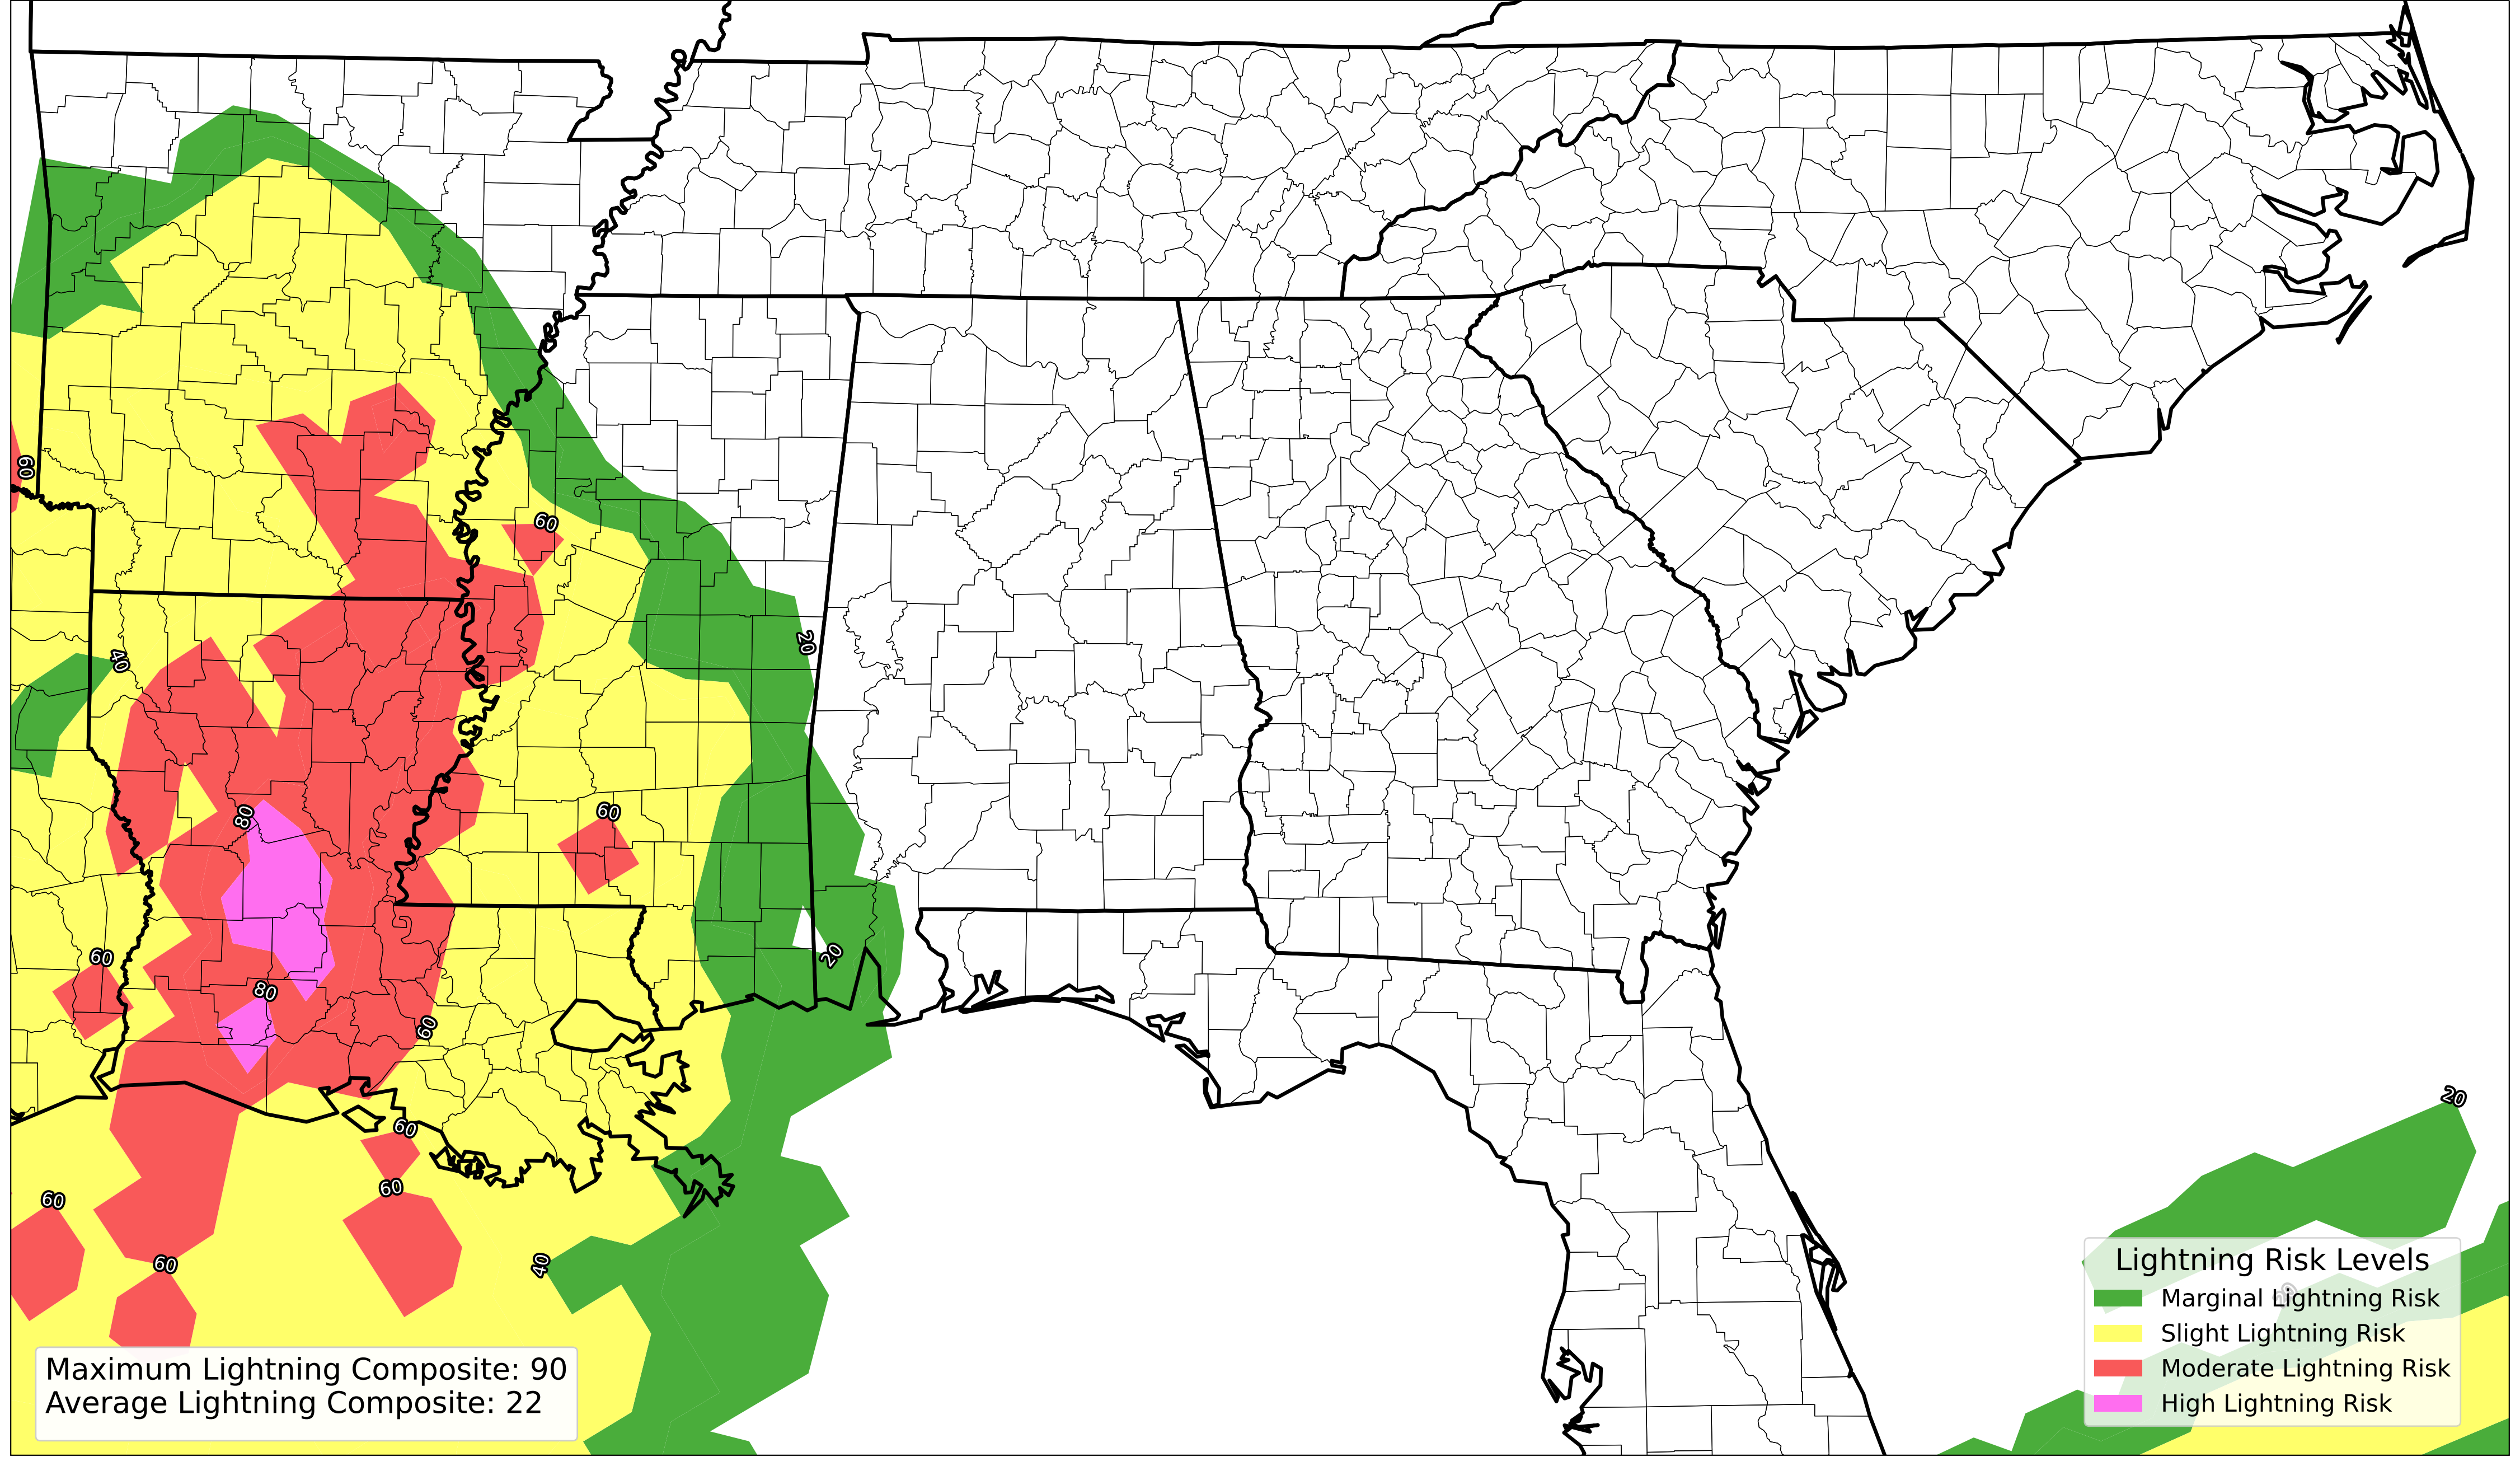 60
60
20
40
80
60
60
20
80
60
20
60
60
60
60
40
Lightning Risk Levels
Marginal Lightning Risk
Slight Lightning Risk
Moderate Lightning Risk
High Lightning Risk
Maximum Lightning Composite: 90
Average Lightning Composite: 22